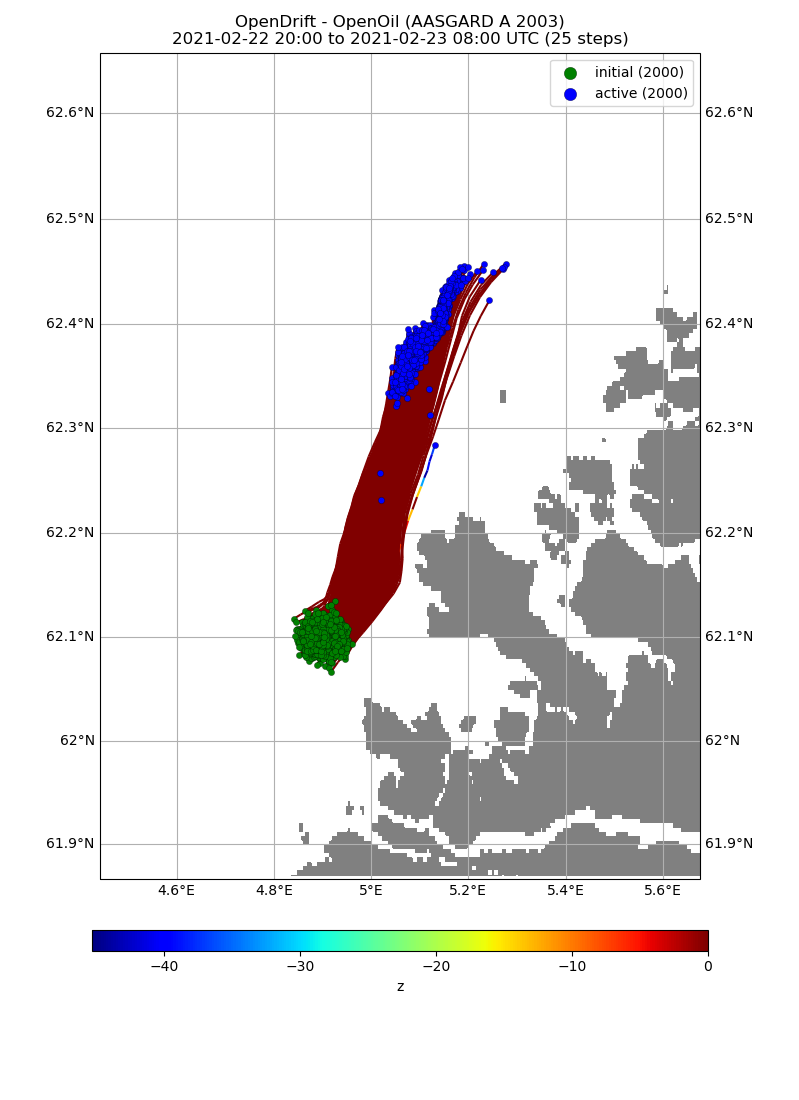 OpenDrift - OpenOil (AASGARD A 2003)
2021-02-22 20:00 to 2021-02-23 08:00 UTC (25 steps)
initial (2000)
active (2000)
62.6°N 62.6°N
62.5°N 62.5°N
62.4°N 62.4°N
62.3°N 62.3°N
62.2°N 62.2°N
62.1°N 62.1°N
62°N 62°N
61.9°N 61.9°N
4.6°E 4.8°E 5°E 5.2°E 5.4°E 5.6°E
−40 −30 −20 −10 0
z